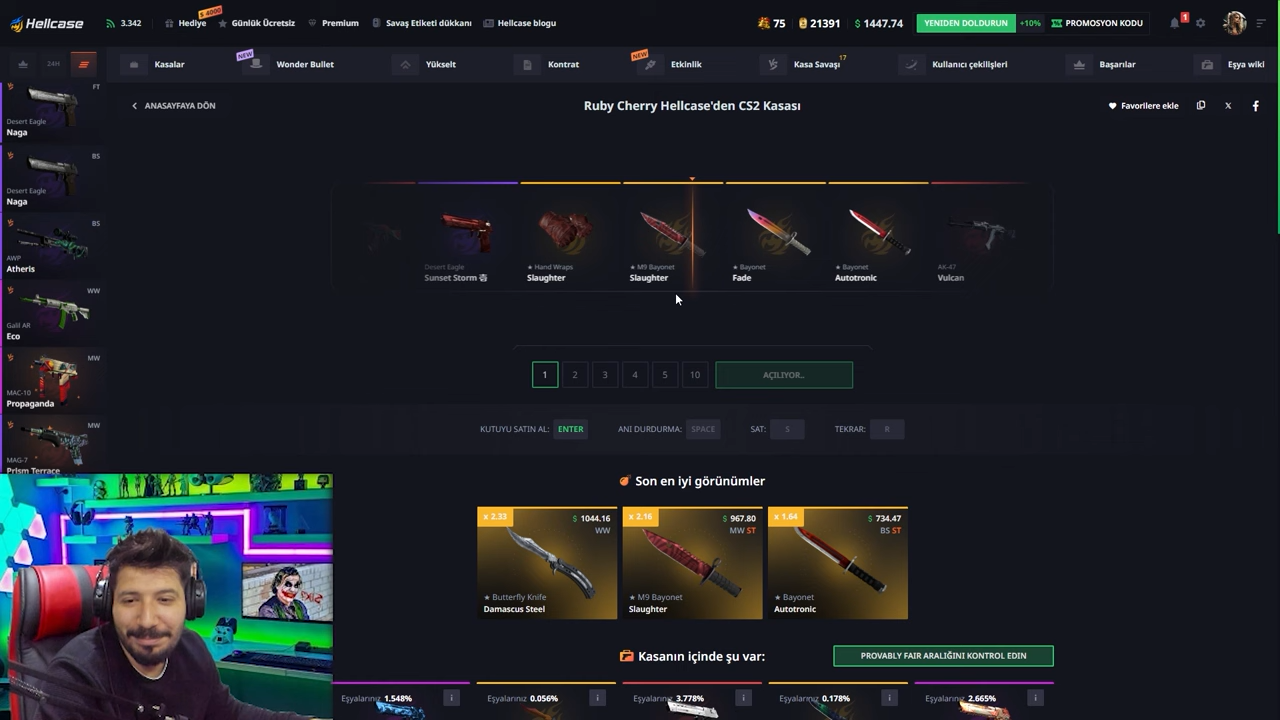 Hellcase
3.342
Hediye
$ 4000
Günlük Ücretsiz
Premium
Savaş Etiketi dükkanı
Hellcase blogu
75
21391
$ 1447.74
YENİDEN DOLDURUN
+10%
PROMOSYON KODU
1
24H
Kasalar
NEW
Wonder Bullet
Yükselt
Kontrat
NEW
Etkinlik
Kasa Savaşı
17
Kullanıcı çekilişleri
Başarılar
Eşya wiki
ANASAYFAYA DÖN
Ruby Cherry Hellcase'den CS2 Kasası
Favorilere ekle
FT
Desert Eagle
Naga
BS
Desert Eagle
Naga
BS
AWP
Atheris
WW
Galil AR
Eco
MW
MAC-10
Propaganda
MW
MAG-7
Prism Terrace
Desert Eagle
Sunset Storm 壱
★ Hand Wraps
Slaughter
★ M9 Bayonet
Slaughter
★ Bayonet
Fade
★ Bayonet
Autotronic
AK-47
Vulcan
1
2
3
4
5
10
AÇILIYOR..
KUTUYU SATIN AL:
ENTER
ANI DURDURMA:
SPACE
SAT:
S
TEKRAR:
R
Son en iyi görünümler
x 2.33
$ 1044.16
WW
★ Butterfly Knife
Damascus Steel
x 2.16
$ 967.80
MW ST
★ M9 Bayonet
Slaughter
x 1.64
$ 734.47
BS ST
★ Bayonet
Autotronic
Kasanın içinde şu var:
PROVABLY FAIR ARALIĞINI KONTROL EDIN
Eşyalarınız 1.548%
i
Eşyalarınız 0.056%
i
Eşyalarınız 3.778%
i
Eşyalarınız 0.178%
i
Eşyalarınız 2.665%
i